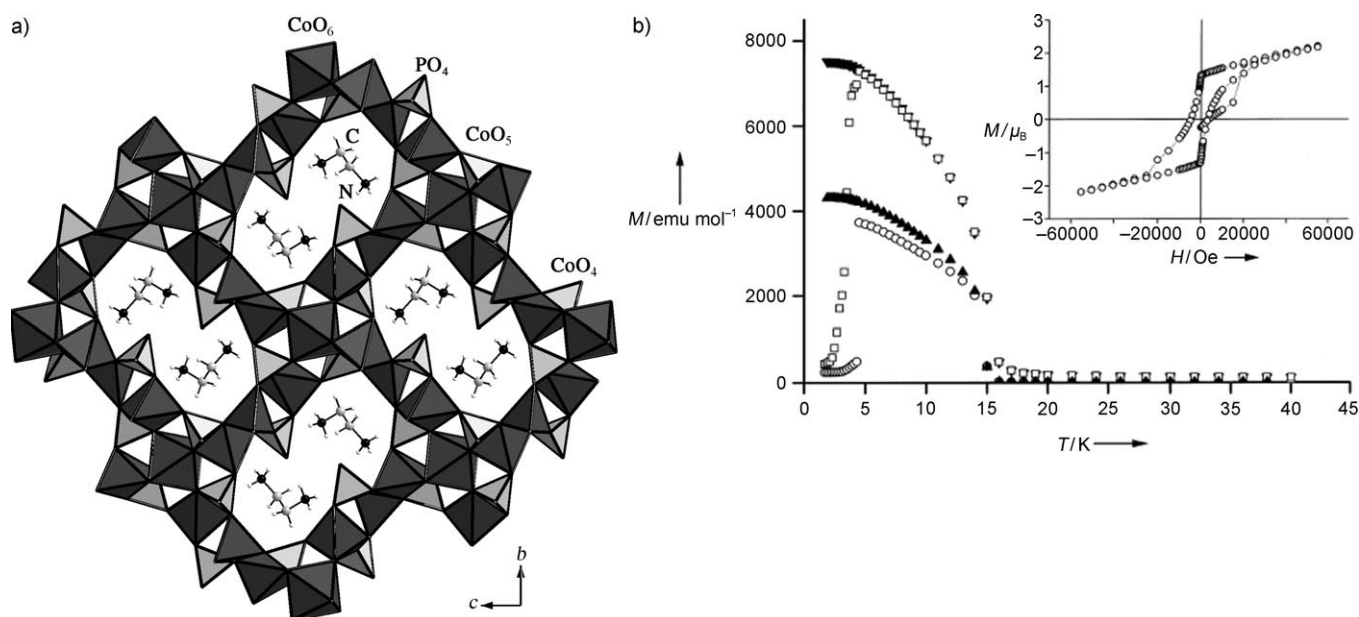 a)
CoO₆
PO₄
CoO₅
C
N
CoO₄
b
c
b)
8000
6000
4000
2000
0
M/emu mol⁻¹
0 5 10 15 20 25 30 35 40 45
T/K
3
2
1
0
−1
−2
−3
M/μB
−60000 −20000 0 20000 60000
H/Oe